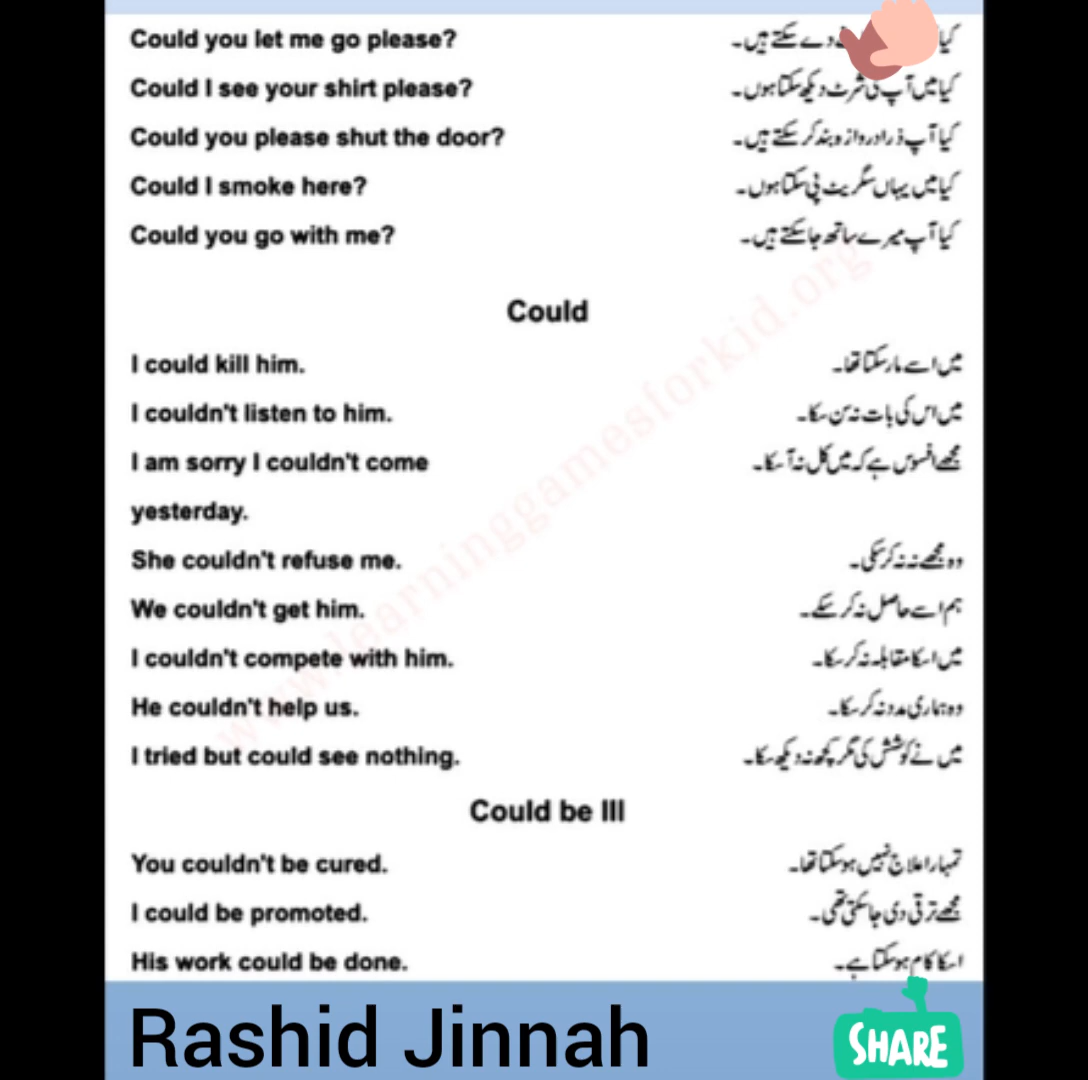 Could you let me go please? کیا دے سکتے ہیں۔
Could I see your shirt please? کیا میں آپ کی شرٹ دیکھ سکتا ہوں۔
Could you please shut the door? کیا آپ ذرا دروازہ بند کر سکتے ہیں۔
Could I smoke here? کیا میں یہاں سگریٹ پی سکتا ہوں۔
Could you go with me? کیا آپ میرے ساتھ جا سکتے ہیں۔
Could
I could kill him. میں اسے مار سکتا تھا۔
I couldn't listen to him. میں اس کی بات نہ سن سکا۔
I am sorry I couldn't come مجھے افسوس ہے کہ میں کل نہ آ سکا۔
yesterday.
She couldn't refuse me. وہ مجھے نہ نہ کر سکی۔
We couldn't get him. ہم اسے حاصل نہ کر سکے۔
I couldn't compete with him. میں اسکا مقابلہ نہ کر سکا۔
He couldn't help us. وہ ہماری مدد نہ کر سکا۔
I tried but could see nothing. میں نے کوشش کی مگر کچھ نہ دیکھ سکا۔
Could be III
You couldn't be cured. تمہارا علاج نہیں ہو سکتا تھا۔
I could be promoted. مجھے ترقی دی جا سکتی تھی۔
His work could be done. اسکا کام ہو سکتا ہے۔
www.learninggamesforkid.org
Rashid Jinnah
SHARE